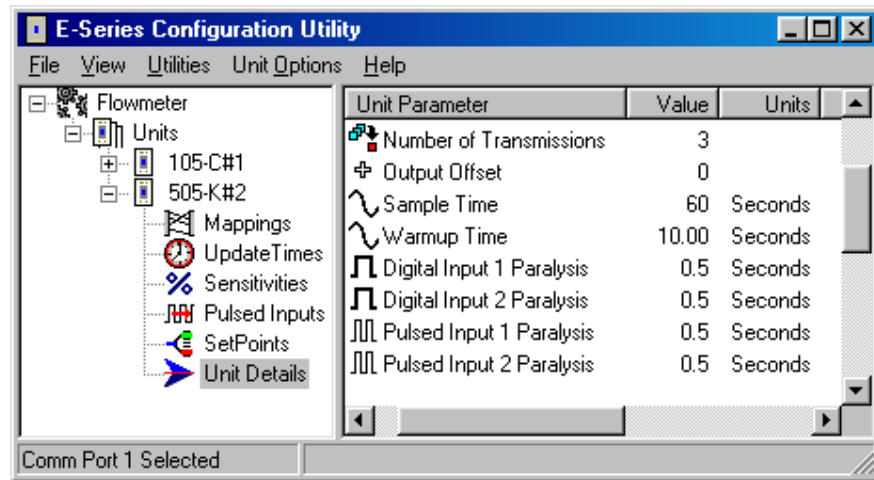 E-Series Configuration Utility
File View Utilities Unit Options Help
Flowmeter
Units
105-C#1
505-K#2
Mappings
UpdateTimes
Sensitivities
Pulsed Inputs
SetPoints
Unit Details
Unit Parameter Value Units
Number of Transmissions 3
Output Offset 0
Sample Time 60 Seconds
Warmup Time 10.00 Seconds
Digital Input 1 Paralysis 0.5 Seconds
Digital Input 2 Paralysis 0.5 Seconds
Pulsed Input 1 Paralysis 0.5 Seconds
Pulsed Input 2 Paralysis 0.5 Seconds
Comm Port 1 Selected